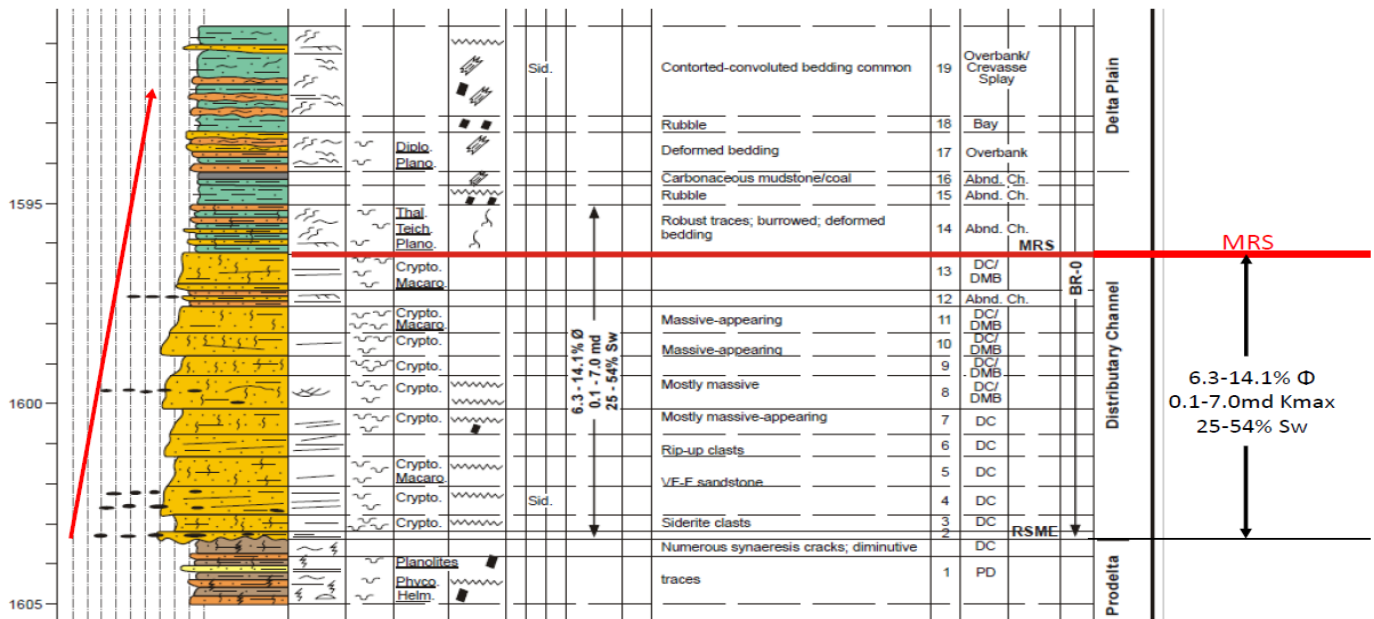 Sid.
Contorted-convoluted bedding common
19
Overbank/
Crevasse
Splay
Rubble
18
Bay
Diplo.
Plano.
Deformed bedding
17
Overbank
Carbonaceous mudstone/coal
16
Abnd. Ch.
1595
Rubble
15
Abnd. Ch.
Thal.
Teich.
Plano.
Robust traces; burrowed; deformed
bedding
14
Abnd. Ch.
MRS
MRS
Crypto.
Macaro.
13
DC/
DMB
12
Abnd. Ch.
Crypto.
Macaro.
Massive-appearing
11
DC/
DMB
Crypto.
Massive-appearing
10
DC/
DMB
9
DC/
DMB
1600
Crypto.
Mostly massive
8
DC/
DMB
Crypto.
Mostly massive-appearing
7
DC
Rip-up clasts
6
DC
Crypto.
Macaro.
VF-F sandstone
5
DC
Crypto.
Sid.
4
DC
Crypto.
Siderite clasts
3
DC
2
RSME
Numerous synaeresis cracks; diminutive
DC
Planolites
traces
1
PD
Phyco.
Helm.
1605
6.3-14.1% Ø
0.1 -7.0 md
25 - 54% Sw
BR-0
Delta Plain
Distributary Channel
Prodelta
6.3-14.1% Φ
0.1-7.0md Kmax
25-54% Sw